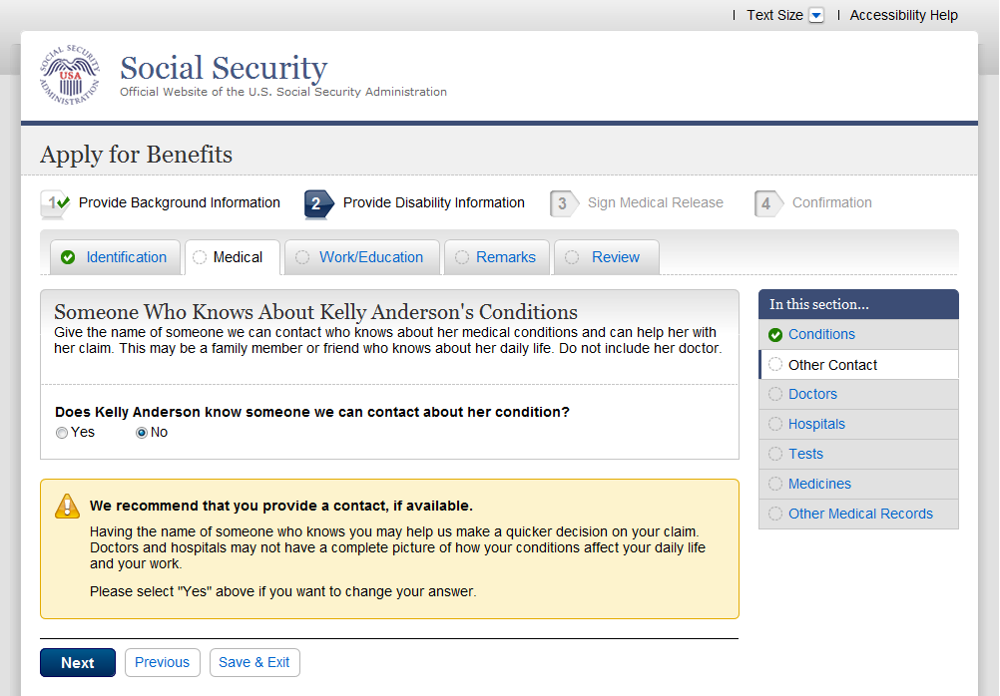 Text Size
Accessibility Help
SOCIAL SECURITY ADMINISTRATION
USA
Social Security
Official Website of the U.S. Social Security Administration
Apply for Benefits
1 Provide Background Information
2 Provide Disability Information
3 Sign Medical Release
4 Confirmation
Identification
Medical
Work/Education
Remarks
Review
Someone Who Knows About Kelly Anderson's Conditions
Give the name of someone we can contact who knows about her medical conditions and can help her with
her claim. This may be a family member or friend who knows about her daily life. Do not include her doctor.
Does Kelly Anderson know someone we can contact about her condition?
Yes No
We recommend that you provide a contact, if available.
Having the name of someone who knows you may help us make a quicker decision on your claim.
Doctors and hospitals may not have a complete picture of how your conditions affect your daily life
and your work.
Please select "Yes" above if you want to change your answer.
Next
Previous
Save & Exit
In this section...
Conditions
Other Contact
Doctors
Hospitals
Tests
Medicines
Other Medical Records